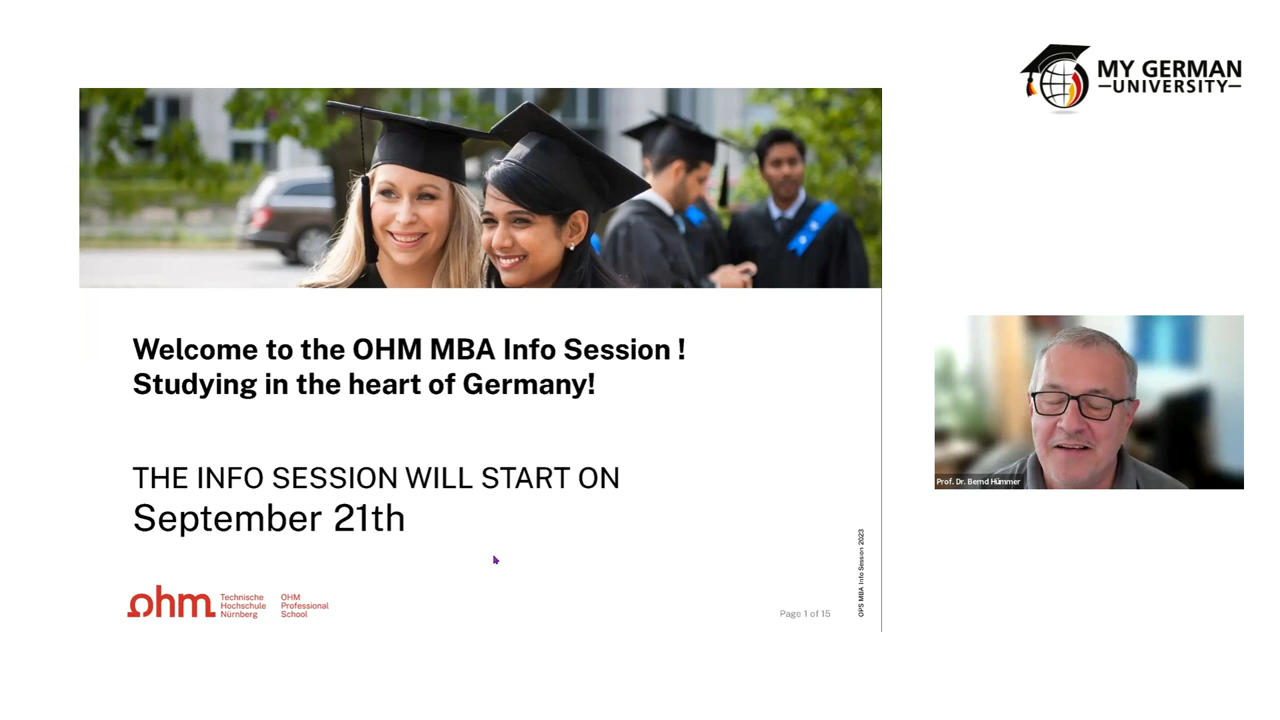 MY GERMAN
UNIVERSITY
Welcome to the OHM MBA Info Session !
Studying in the heart of Germany!
THE INFO SESSION WILL START ON
September 21th
ohm
Technische
Hochschule
Nürnberg
OHM
Professional
School
Page 1 of 15
OPS MBA Info Session 2023
Prof. Dr. Bernd Hümmer